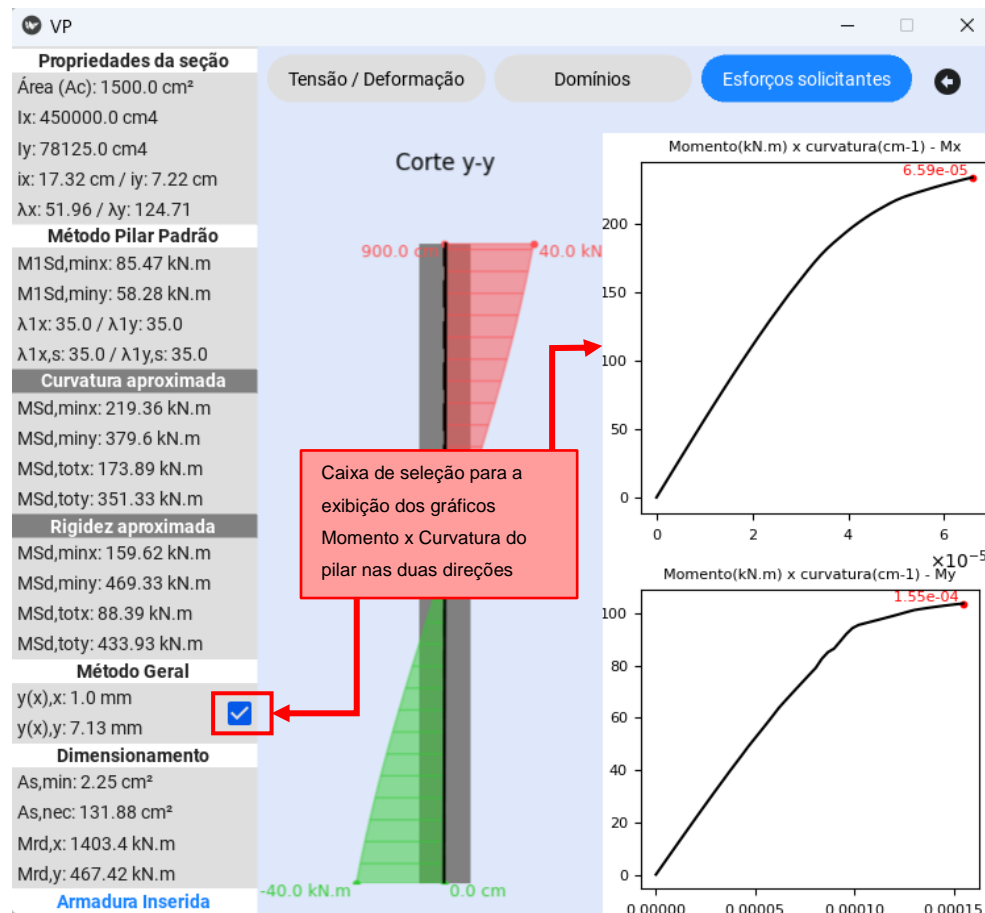 VP
Propriedades da seção
Área (Ac): 1500.0 cm²
Ix: 450000.0 cm4
Iy: 78125.0 cm4
ix: 17.32 cm / iy: 7.22 cm
λx: 51.96 / λy: 124.71
Método Pilar Padrão
M1Sd,minx: 85.47 kN.m
M1Sd,miny: 58.28 kN.m
λ1x: 35.0 / λ1y: 35.0
λ1x,s: 35.0 / λ1y,s: 35.0
Curvatura aproximada
MSd,minx: 219.36 kN.m
MSd,miny: 379.6 kN.m
MSd,totx: 173.89 kN.m
MSd,toty: 351.33 kN.m
Rigidez aproximada
MSd,minx: 159.62 kN.m
MSd,miny: 469.33 kN.m
MSd,totx: 88.39 kN.m
MSd,toty: 433.93 kN.m
Método Geral
y(x),x: 1.0 mm
y(x),y: 7.13 mm
Dimensionamento
As,min: 2.25 cm²
As,nec: 131.88 cm²
Mrd,x: 1403.4 kN.m
Mrd,y: 467.42 kN.m
Armadura Inserida
Tensão / Deformação
Domínios
Esforços solicitantes
Corte y-y
900.0 cm
40.0 kN
Caixa de seleção para a
exibição dos gráficos
Momento x Curvatura do
pilar nas duas direções
-40.0 kN.m
0.0 cm
Momento(kN.m) x curvatura(cm-1) - Mx
6.59e-05
200
150
100
50
0
0 2 4 6
×10⁻⁵
Momento(kN.m) x curvatura(cm-1) - My
1.55e-04
100
80
60
40
20
0
0.00000 0.00005 0.00010 0.00015